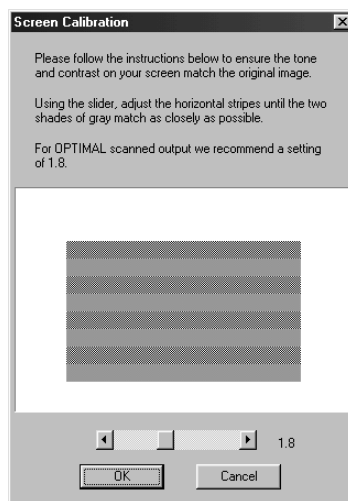 Screen Calibration
Please follow the instructions below to ensure the tone
and contrast on your screen match the original image.
Using the slider, adjust the horizontal stripes until the two
shades of gray match as closely as possible.
For OPTIMAL scanned output we recommend a setting
of 1.8.
1.8
OK
Cancel